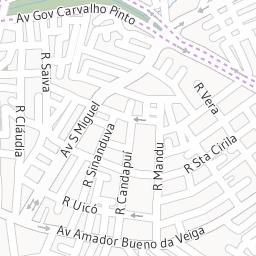 Av Gov Carvalho Pinto
R Saiva
R Vera
R Cláudia
Av S Miguel
R Sinanduva
R Candapuí
R Mandu
R Sta Cirila
R Uicó
Av Amador Bueno da Veiga